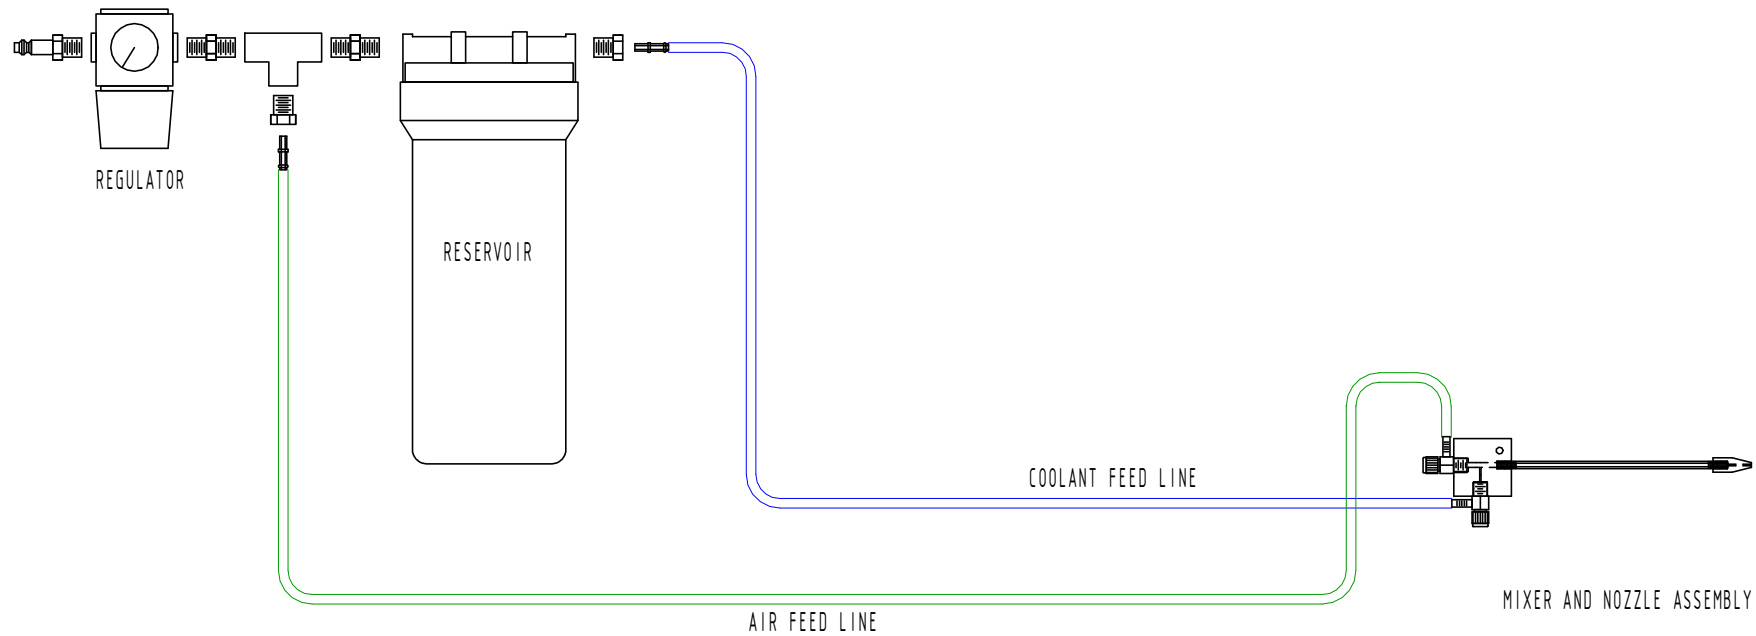 REGULATOR
RESERVOIR
COOLANT FEED LINE
MIXER AND NOZZLE ASSEMBLY
AIR FEED LINE